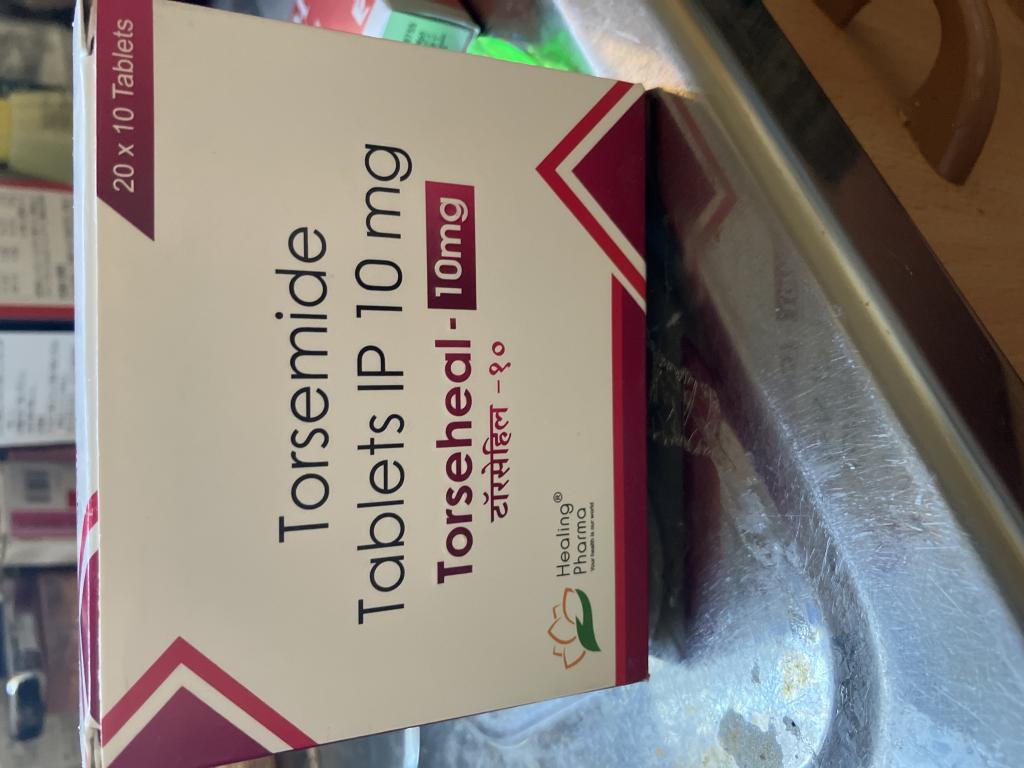 20 x 10 Tablets
Torsemide
Tablets IP 10 mg
Torseheal - 10mg
टॉरसेहिल -१०
Healing®
Pharma
Your health is our world